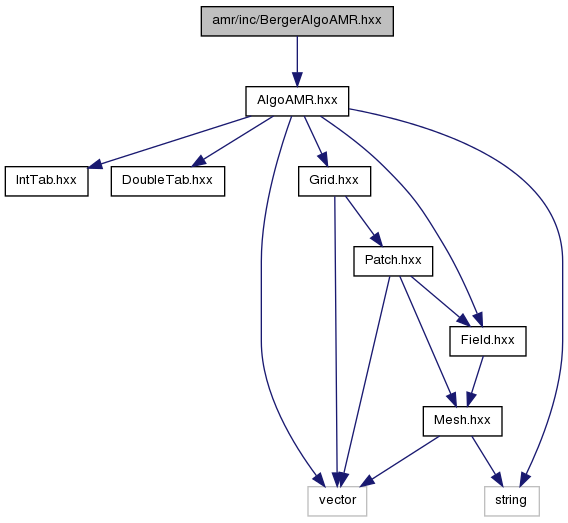 amr/inc/BergerAlgoAMR.hxx
AlgoAMR.hxx
IntTab.hxx
DoubleTab.hxx
Grid.hxx
Patch.hxx
Field.hxx
Mesh.hxx
vector
string